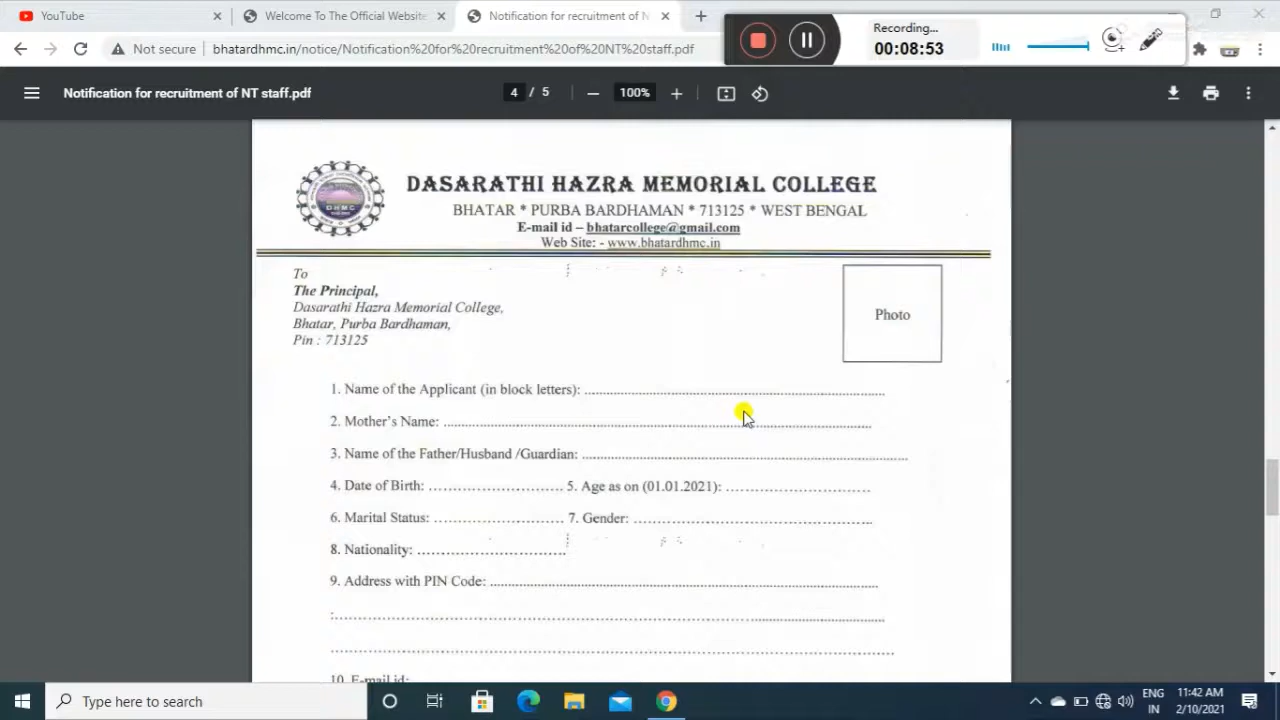 YouTube
Welcome To The Official Website
Notification for recruitment of N
Recording...
00:08:53
Not secure
bhatardhmc.in/notice/Notification%20for%20recruitment%20of%20NT%20staff.pdf
Notification for recruitment of NT staff.pdf
4 / 5
100%
DHMC
DASARATHI HAZRA MEMORIAL COLLEGE
BHATAR * PURBA BARDHAMAN * 713125 * WEST BENGAL
E-mail id – bhatarcollege@gmail.com
Web Site: - www.bhatardhmc.in
To
The Principal,
Dasarathi Hazra Memorial College,
Bhatar, Purba Bardhaman,
Pin : 713125
Photo
1. Name of the Applicant (in block letters):
2. Mother's Name:
3. Name of the Father/Husband /Guardian:
4. Date of Birth: 5. Age as on (01.01.2021):
6. Marital Status: 7. Gender:
8. Nationality:
9. Address with PIN Code:
10. E-mail id:
Type here to search
ENG
IN
11:42 AM
2/10/2021